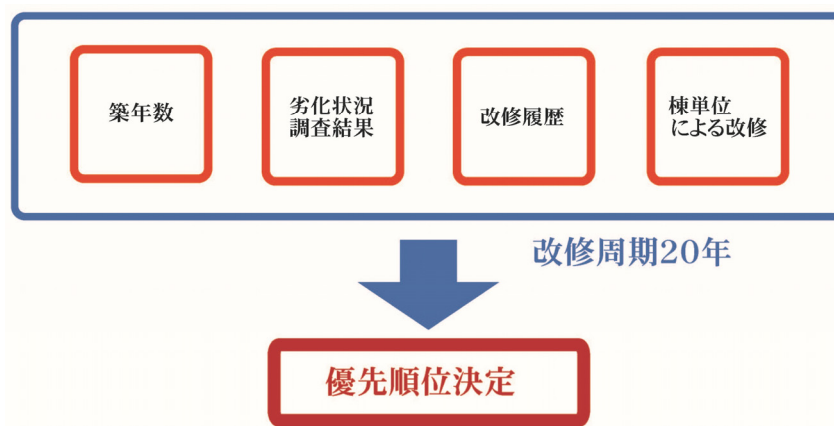 築年数
劣化状況
調査結果
改修履歴
棟単位
による改修
改修周期20年
優先順位決定